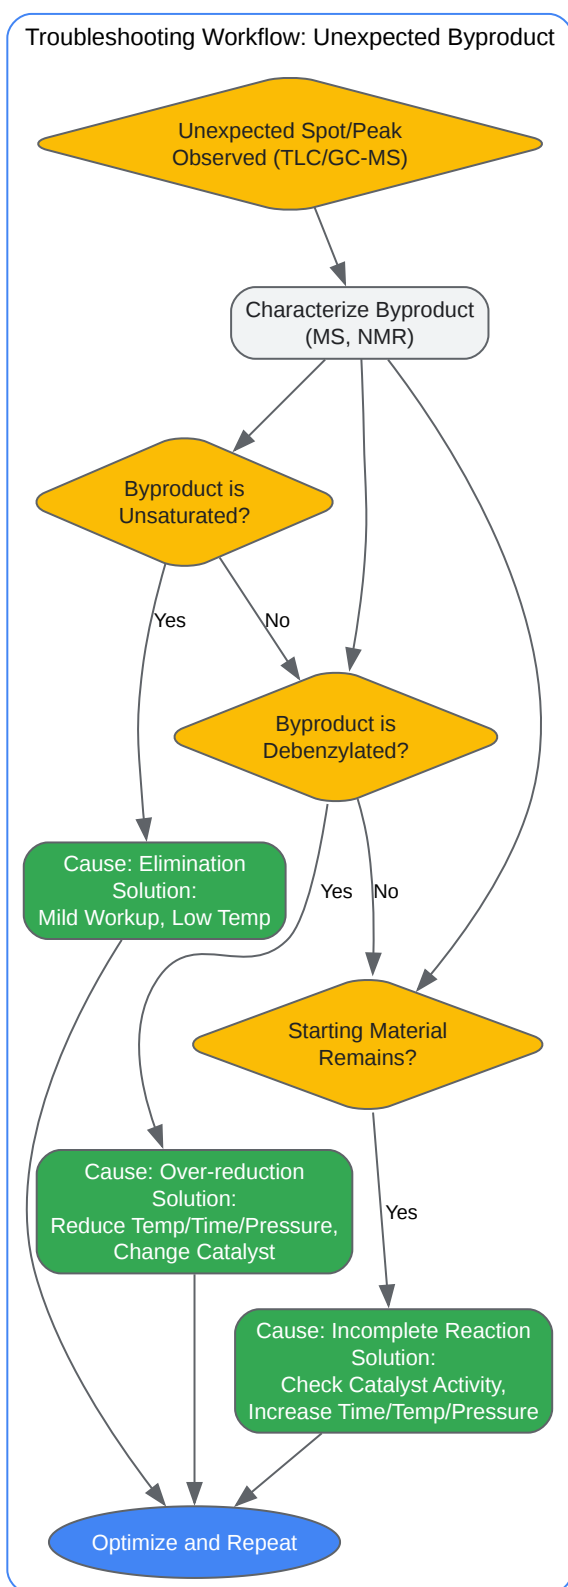 Troubleshooting Workflow: Unexpected Byproduct
Unexpected Spot/Peak
Observed (TLC/GC-MS)
Characterize Byproduct
(MS, NMR)
Byproduct is
Unsaturated?
Yes
No
Byproduct is
Debenzylated?
Cause: Elimination
Solution:
Mild Workup, Low Temp
Yes
No
Starting Material
Remains?
Cause: Over-reduction
Solution:
Reduce Temp/Time/Pressure,
Change Catalyst
Yes
Cause: Incomplete Reaction
Solution:
Check Catalyst Activity,
Increase Time/Temp/Pressure
Optimize and Repeat